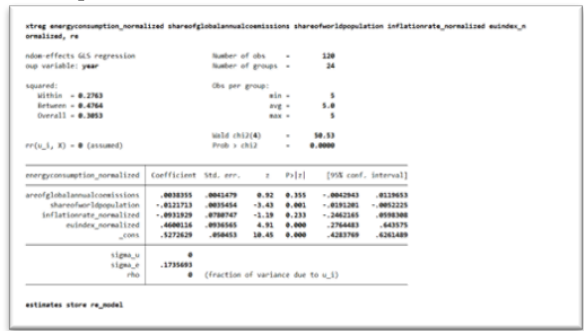 xtreg energyconsumption_normalized shareofglobalannualcoemissions shareofworldpopulation inflationrate_normalized euindex_n
ormalized, re
ndom-effects GLS regression Number of obs = 120
oup variable: year Number of groups = 24
squared: Obs per group:
Within = 0.2763 min = 5
Between = 0.4764 avg = 5.0
Overall = 0.3053 max = 5
Wald chi2(4) = 50.53
rr(u_i, X) = 0 (assumed) Prob > chi2 = 0.0000
energyconsumption_normalized Coefficient Std. err. z P>|z| [95% conf. interval]
areofglobalannualcoemissions .0038355 .0041479 0.92 0.355 -.0042943 .0119653
shareofworldpopulation -.0121713 .0035454 -3.43 0.001 -.0191201 -.0052225
inflationrate_normalized -.0931929 .0780747 -1.19 0.233 -.2462165 .0598308
euindex_normalized .4600116 .0936565 4.91 0.000 .2764483 .643575
_cons .5272629 .050453 10.45 0.000 .4283769 .6261489
sigma_u 0
sigma_e .1735693
rho 0 (fraction of variance due to u_i)
estimates store re_model